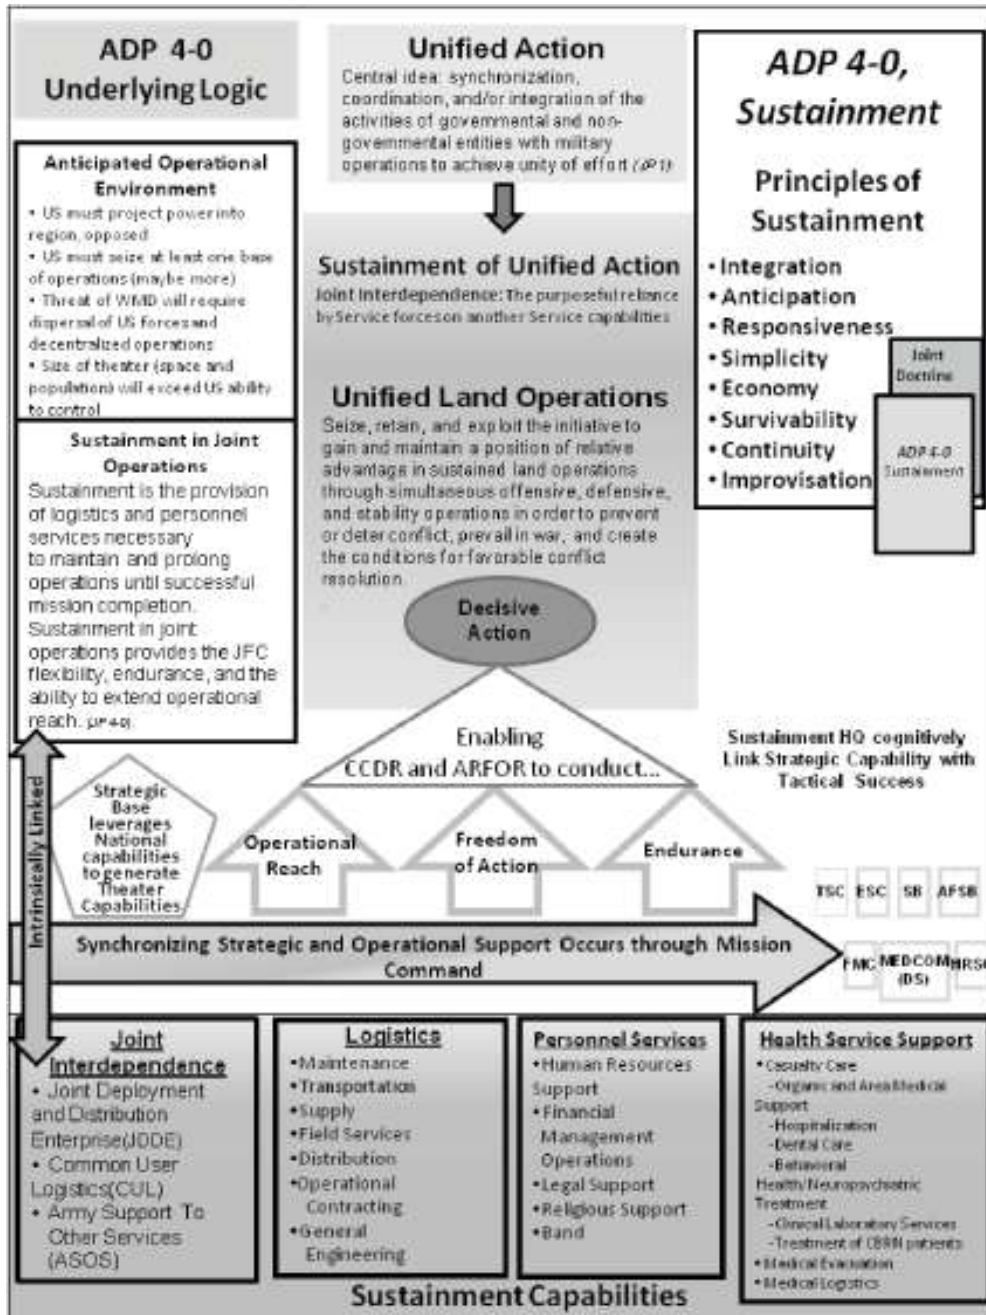 ADP 4-0
Underlying Logic
Anticipated Operational
Environment
• US must project power into
region, opposed
• US must seize at least one base
of operations (maybe more)
• Threat of WMD will require
dispersal of US forces and
decentralized operations
• Size of theater (space and
population) will exceed US ability
to control
Sustainment in Joint
Operations
Sustainment is the provision
of logistics and personnel
services necessary
to maintain and prolong
operations until successful
mission completion.
Sustainment in joint
operations provides the JFC
flexibility, endurance, and the
ability to extend operational
reach. (JP 4-0).
Unified Action
Central idea: synchronization,
coordination, and/or integration of the
activities of governmental and non-
governmental entities with military
operations to achieve unity of effort (JP 1)
Sustainment of Unified Action
Joint Interdependence: The purposeful reliance
by Service forces on another Service capabilities
Unified Land Operations
Seize, retain, and exploit the initiative to
gain and maintain a position of relative
advantage in sustained land operations
through simultaneous offensive, defensive,
and stability operations in order to prevent
or deter conflict, prevail in war, and create
the conditions for favorable conflict
resolution.
Decisive
Action
ADP 4-0,
Sustainment
Principles of
Sustainment
• Integration
• Anticipation
• Responsiveness
• Simplicity
• Economy
• Survivability
• Continuity
• Improvisation
Joint
Doctrine
ADP 4-0
Sustainment
Enabling
CCDR and ARFOR to conduct...
Sustainment HQ cognitively
Link Strategic Capability with
Tactical Success
Intrinsically Linked
Strategic
Base
leverages
National
capabilities
to generate
Theater
Capabilities
Operational
Reach
Freedom
of Action
Endurance
TSC ESC SB AFSB
Synchronizing Strategic and Operational Support Occurs through Mission
Command
FMC MEDCOM HRSC
(DS)
Joint
Interdependence
• Joint Deployment
and Distribution
Enterprise(JDDE)
• Common User
Logistics(CUL)
• Army Support To
Other Services
(ASOS)
Logistics
•Maintenance
•Transportation
•Supply
•Field Services
•Distribution
•Operational
Contracting
•General
Engineering
Personnel Services
•Human Resources
Support
•Financial
Management
Operations
•Legal Support
•Religious Support
•Band
Health Service Support
•Casualty Care
-Organic and Area Medical
Support
-Hospitalization
-Dental Care
-Behavioral
Health/Neuropsychiatric
Treatment
-Clinical Laboratory Services
-Treatment of CBRN patients
•Medical Evacuation
•Medical Logistics
Sustainment Capabilities